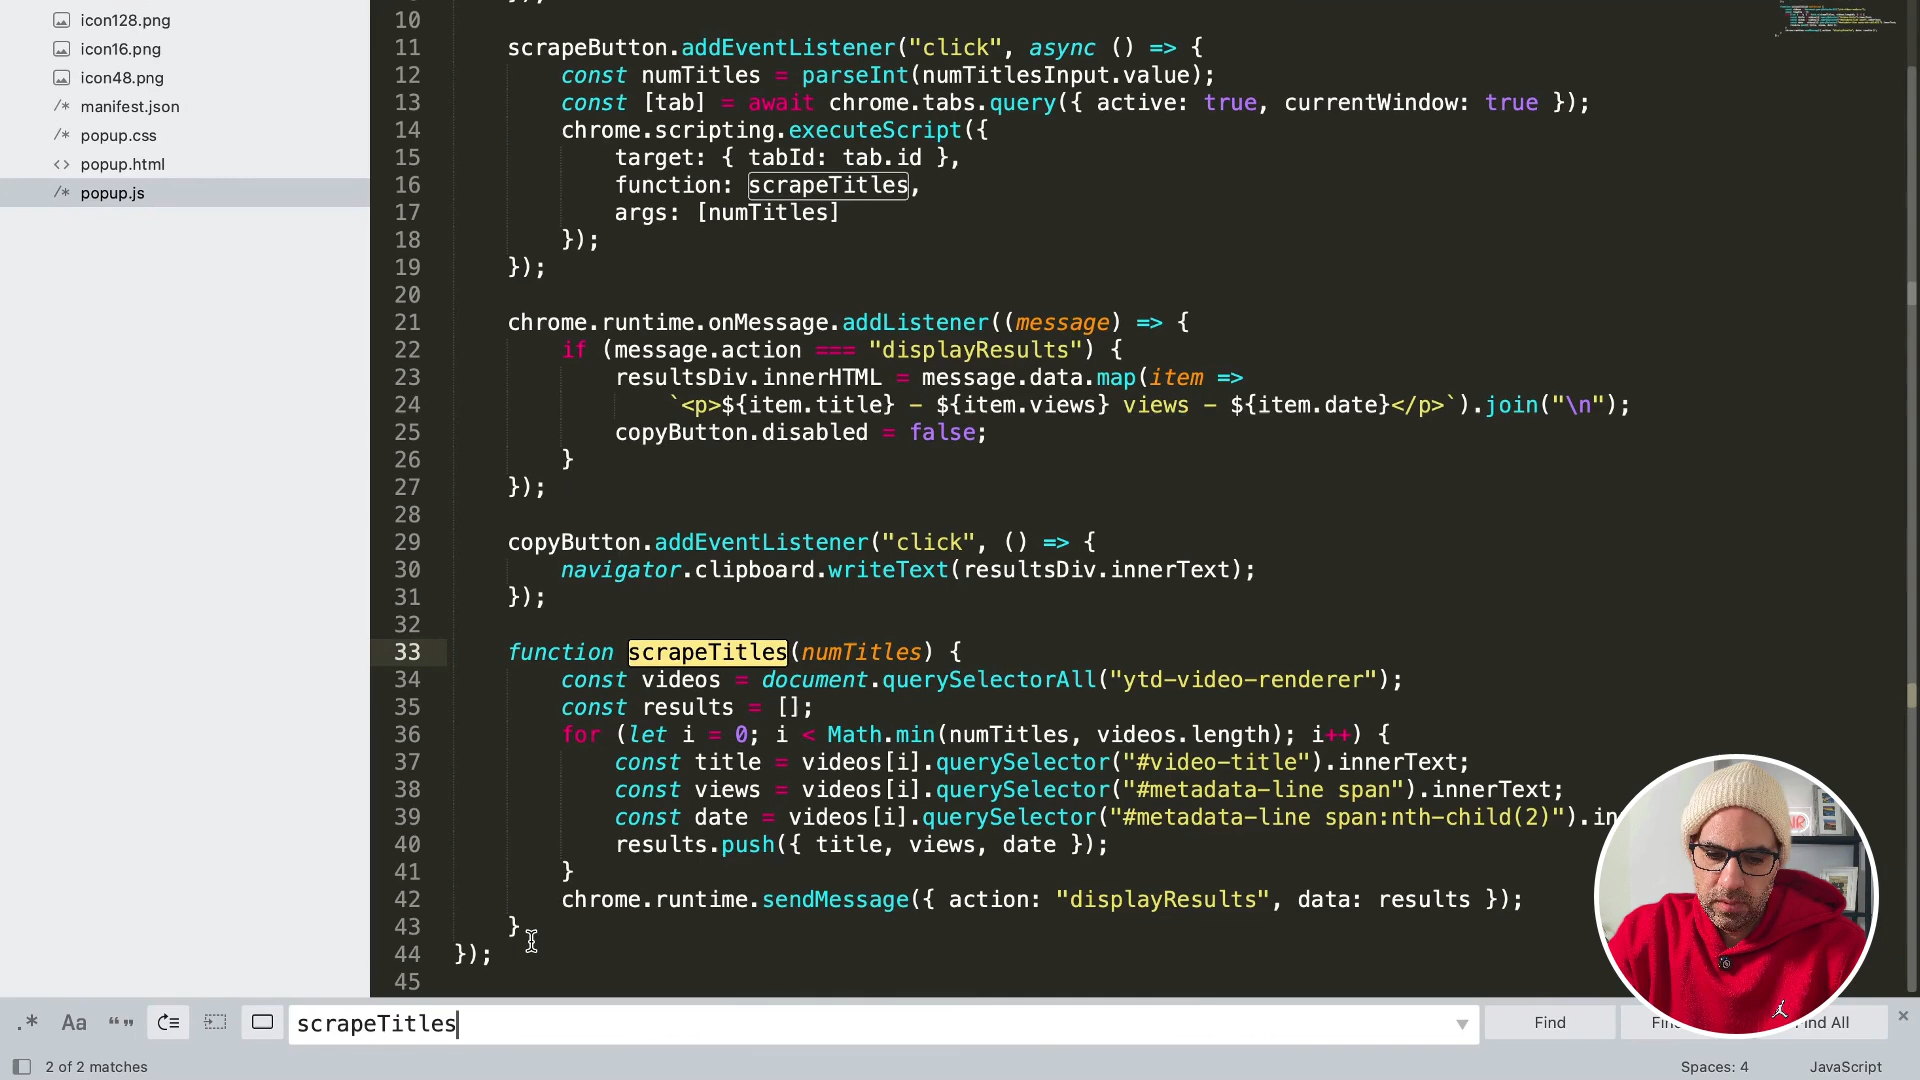 icon128.png
icon16.png
icon48.png
/* manifest.json
/* popup.css
<> popup.html
/* popup.js
10
11 scrapeButton.addEventListener("click", async () => {
12 const numTitles = parseInt(numTitlesInput.value);
13 const [tab] = await chrome.tabs.query({ active: true, currentWindow: true });
14 chrome.scripting.executeScript({
15 target: { tabId: tab.id },
16 function: scrapeTitles,
17 args: [numTitles]
18 });
19 });
20
21 chrome.runtime.onMessage.addListener((message) => {
22 if (message.action === "displayResults") {
23 resultsDiv.innerHTML = message.data.map(item =>
24 `<p>${item.title} – ${item.views} views – ${item.date}</p>`).join("\n");
25 copyButton.disabled = false;
26 }
27 });
28
29 copyButton.addEventListener("click", () => {
30 navigator.clipboard.writeText(resultsDiv.innerText);
31 });
32
33 function scrapeTitles(numTitles) {
34 const videos = document.querySelectorAll("ytd-video-renderer");
35 const results = [];
36 for (let i = 0; i < Math.min(numTitles, videos.length); i++) {
37 const title = videos[i].querySelector("#video-title").innerText;
38 const views = videos[i].querySelector("#metadata-line span").innerText;
39 const date = videos[i].querySelector("#metadata-line span:nth-child(2)").in
40 results.push({ title, views, date });
41 }
42 chrome.runtime.sendMessage({ action: "displayResults", data: results });
43 }
44 });
45
.* Aa “” scrapeTitles Find Find All
2 of 2 matches Spaces: 4 JavaScript